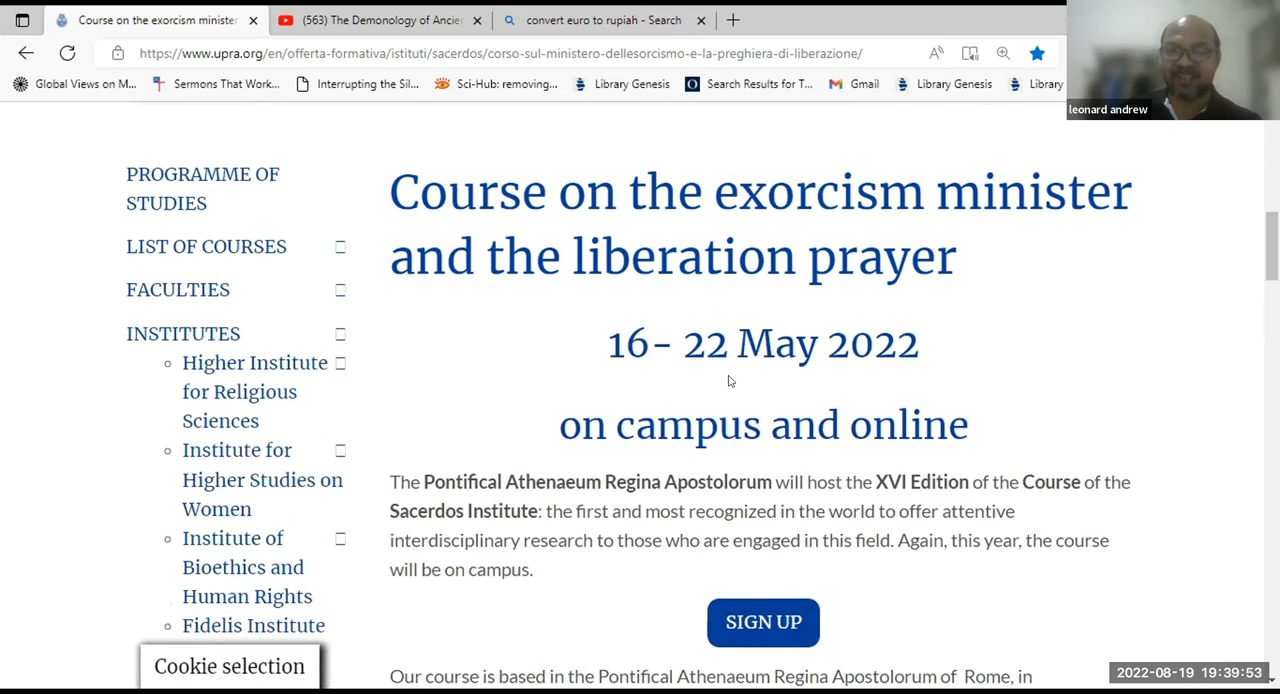 Course on the exorcism minister
(563) The Demonology of Ancie
convert euro to rupiah - Search
https://www.upra.org/en/offerta-formativa/istituti/sacerdos/corso-sul-ministero-dellesorcismo-e-la-preghiera-di-liberazione/
Global Views on M...
Sermons That Work...
Interrupting the Sil...
Sci-Hub: removing...
Library Genesis
Search Results for T...
Gmail
Library Genesis
Library
leonard andrew
PROGRAMME OF
STUDIES
LIST OF COURSES
FACULTIES
INSTITUTES
Higher Institute
for Religious
Sciences
Institute for
Higher Studies on
Women
Institute of
Bioethics and
Human Rights
Fidelis Institute
Cookie selection
Course on the exorcism minister
and the liberation prayer
16- 22 May 2022
on campus and online
The Pontifical Athenaeum Regina Apostolorum will host the XVI Edition of the Course of the
Sacerdos Institute: the first and most recognized in the world to offer attentive
interdisciplinary research to those who are engaged in this field. Again, this year, the course
will be on campus.
SIGN UP
Our course is based in the Pontifical Athenaeum Regina Apostolorum of Rome, in
2022-08-19 19:39:53